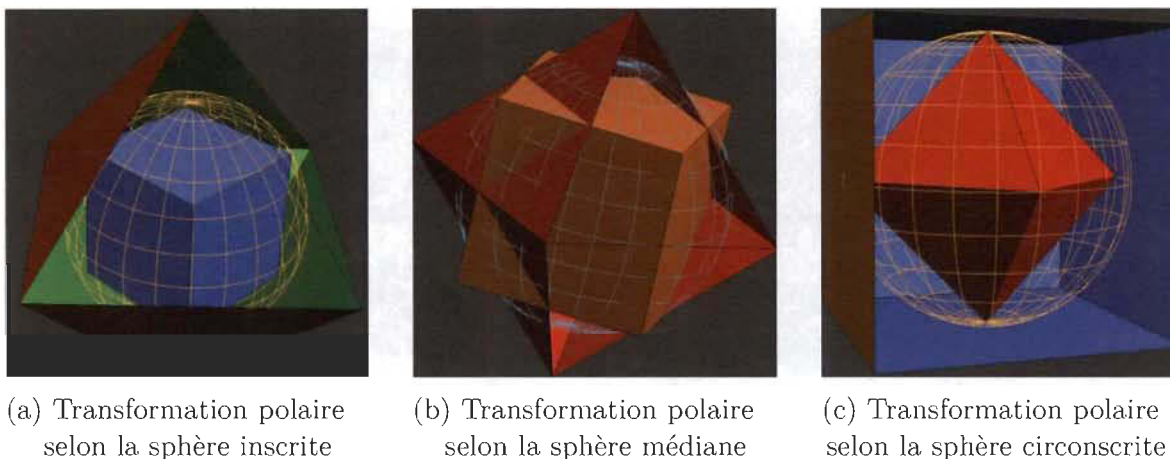 (a) Transformation polaire
selon la sphère inscrite
(b) Transformation polaire
selon la sphère médiane
(c) Transformation polaire
selon la sphère circonscrite